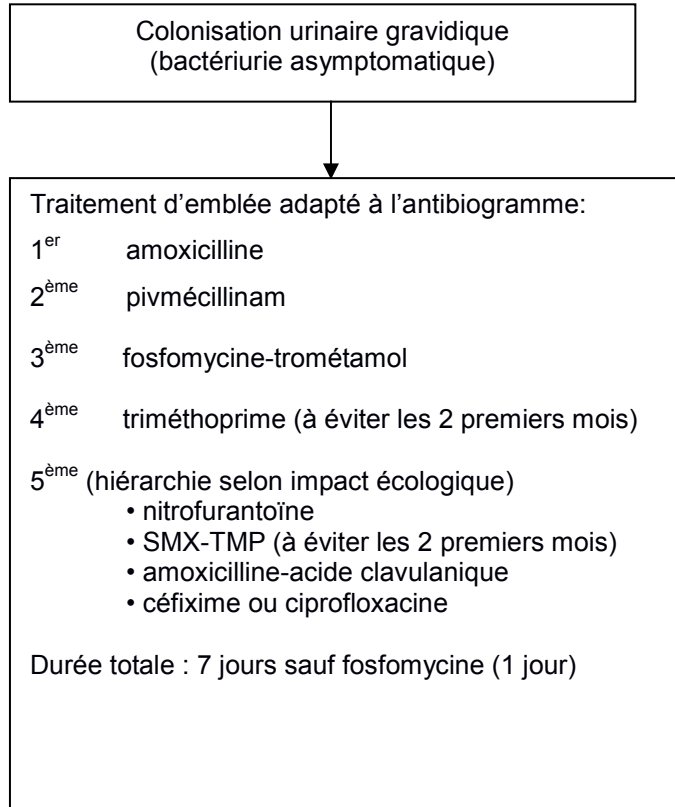 Colonisation urinaire gravidique
(bactériurie asymptomatique)
Traitement d’emblée adapté à l’antibiogramme:
1er amoxicilline
2ème pivmécillinam
3ème fosfomycine-trométamol
4ème triméthoprime (à éviter les 2 premiers mois)
5ème (hiérarchie selon impact écologique)
• nitrofurantoïne
• SMX-TMP (à éviter les 2 premiers mois)
• amoxicilline-acide clavulanique
• céfixime ou ciprofloxacine
Durée totale : 7 jours sauf fosfomycine (1 jour)